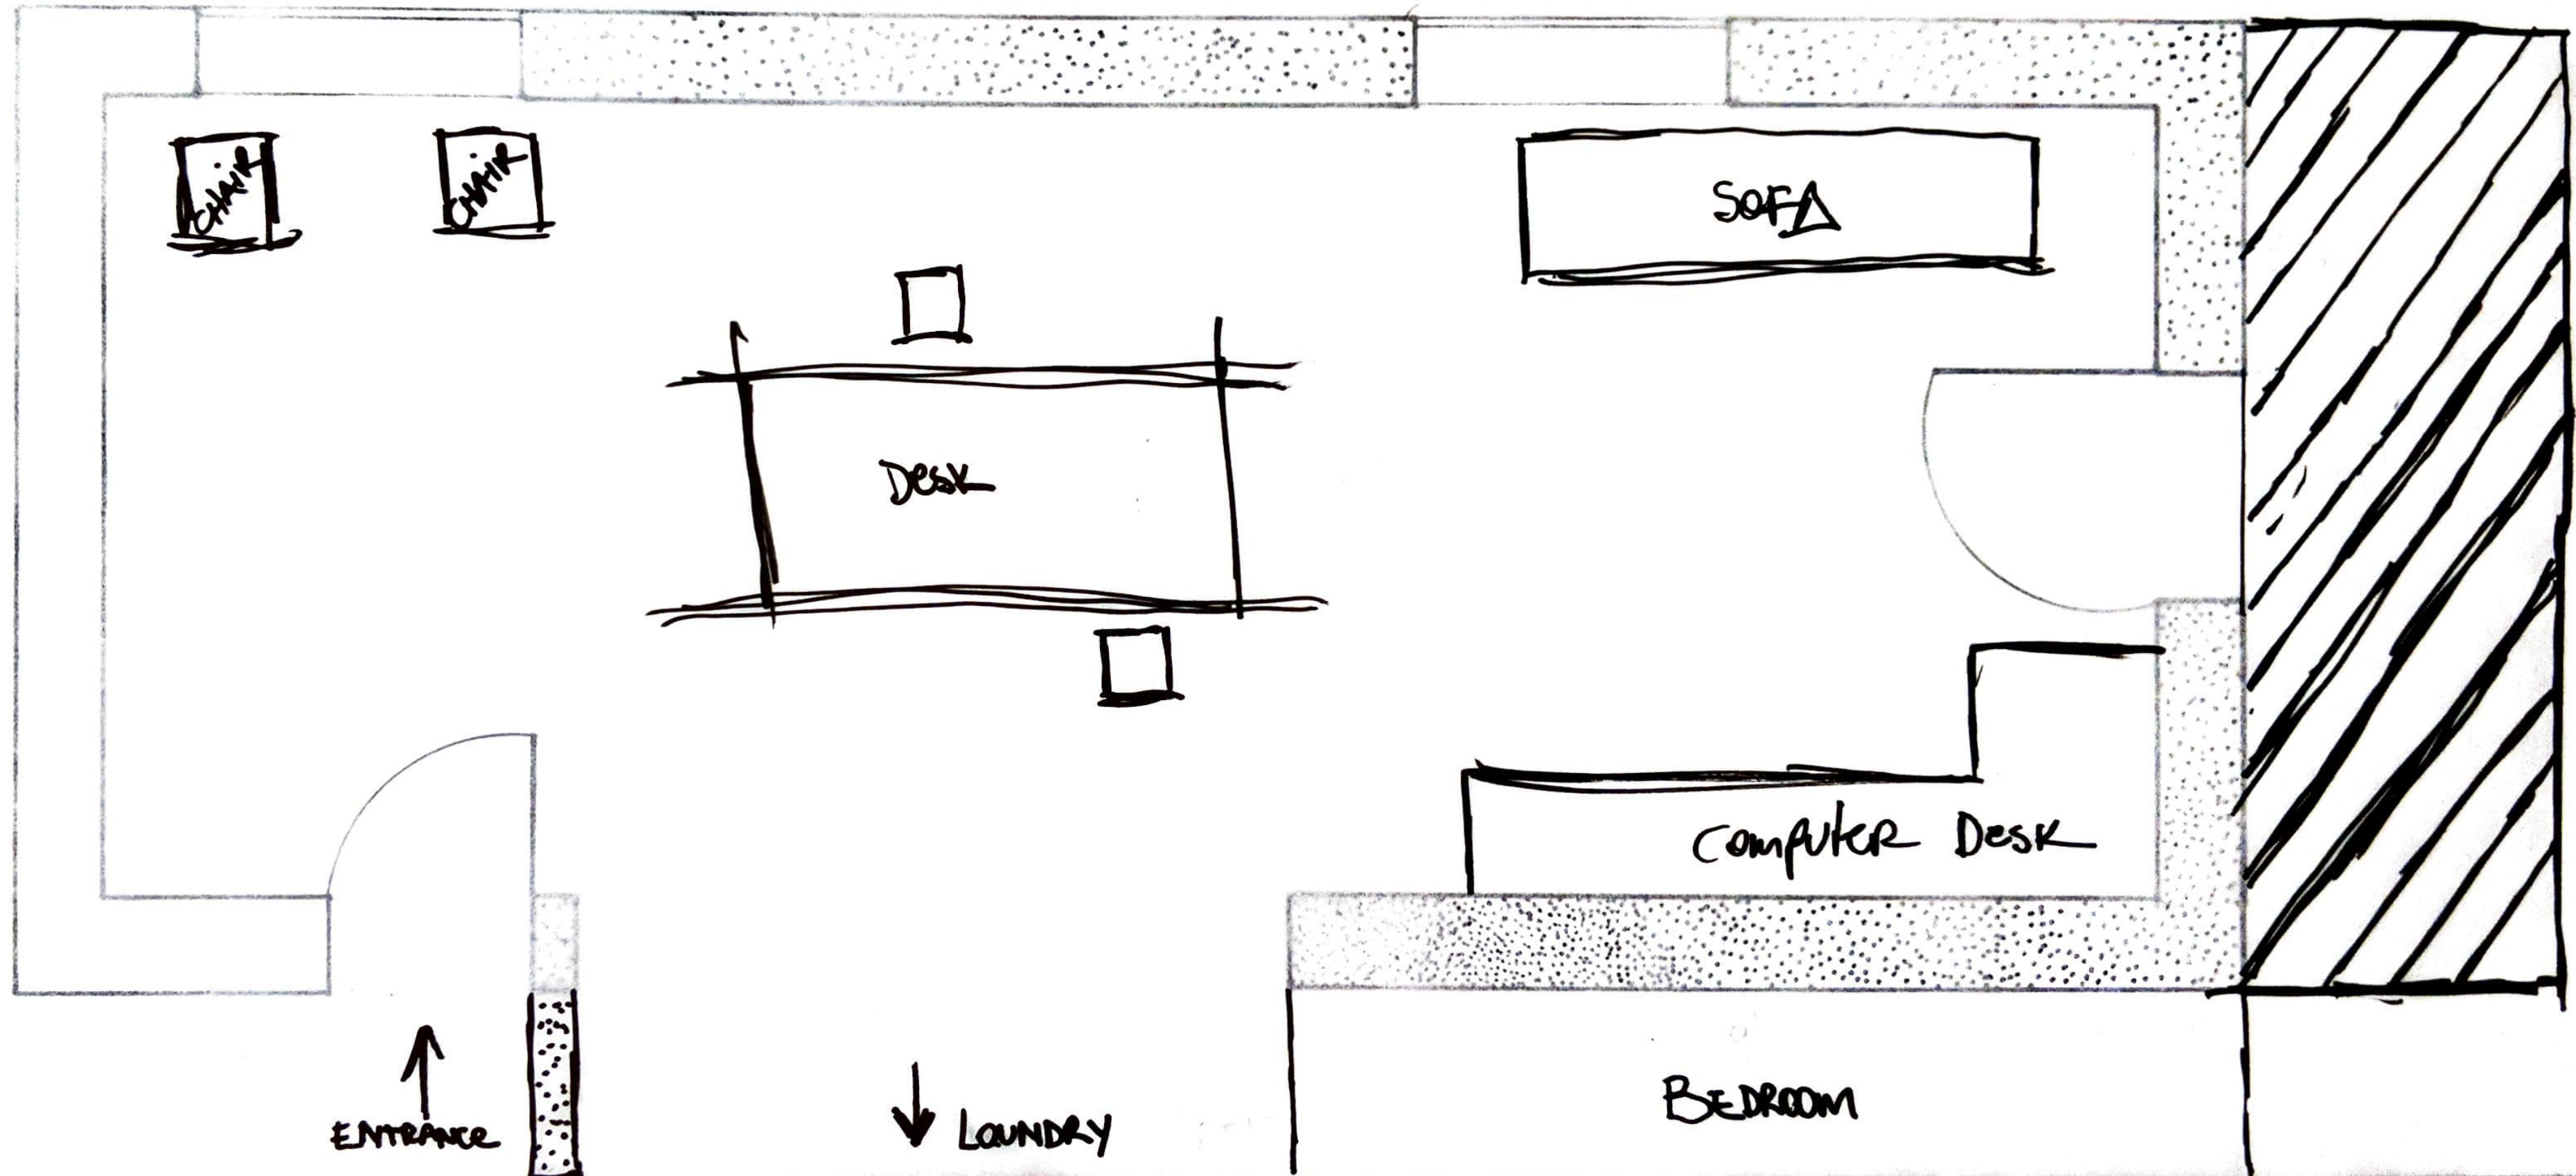 CHAIR
CHAIR
SOFA
Desk
Computer Desk
ENTRANCE
LOUNDRY
BEDROOM